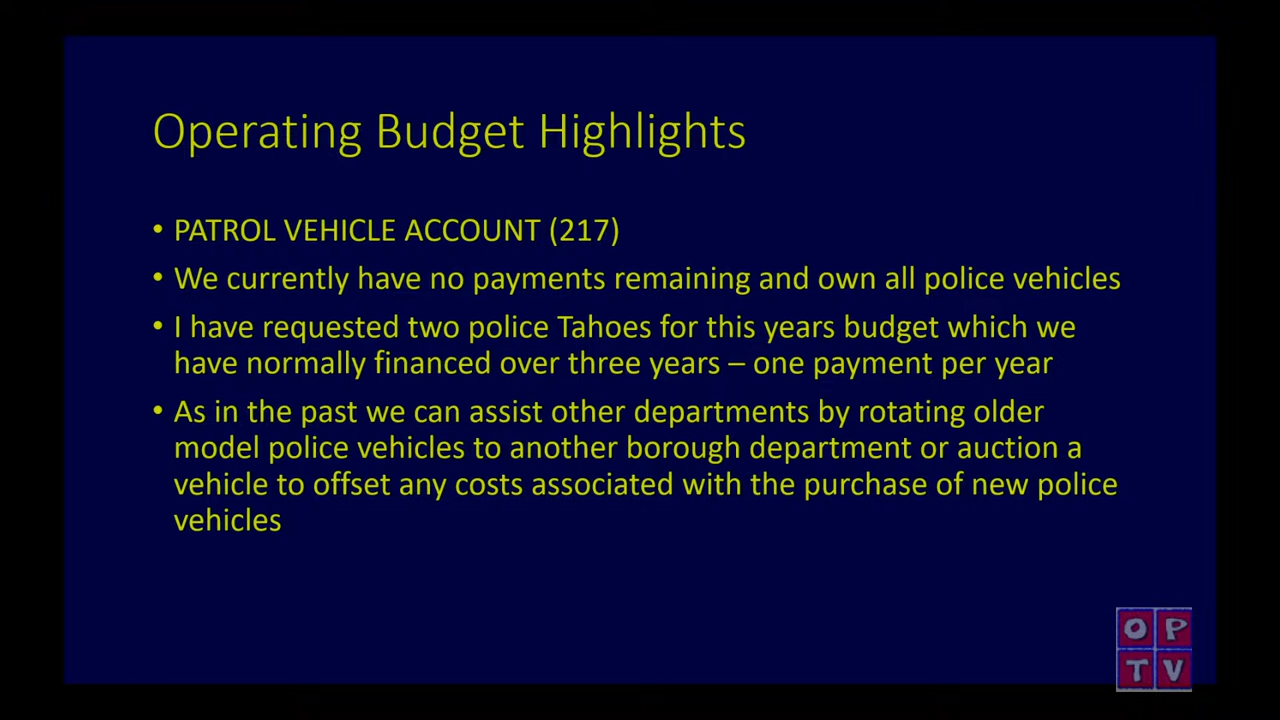 Operating Budget Highlights
• PATROL VEHICLE ACCOUNT (217)
• We currently have no payments remaining and own all police vehicles
• I have requested two police Tahoes for this years budget which we
have normally financed over three years – one payment per year
• As in the past we can assist other departments by rotating older
model police vehicles to another borough department or auction a
vehicle to offset any costs associated with the purchase of new police
vehicles
O P
T V